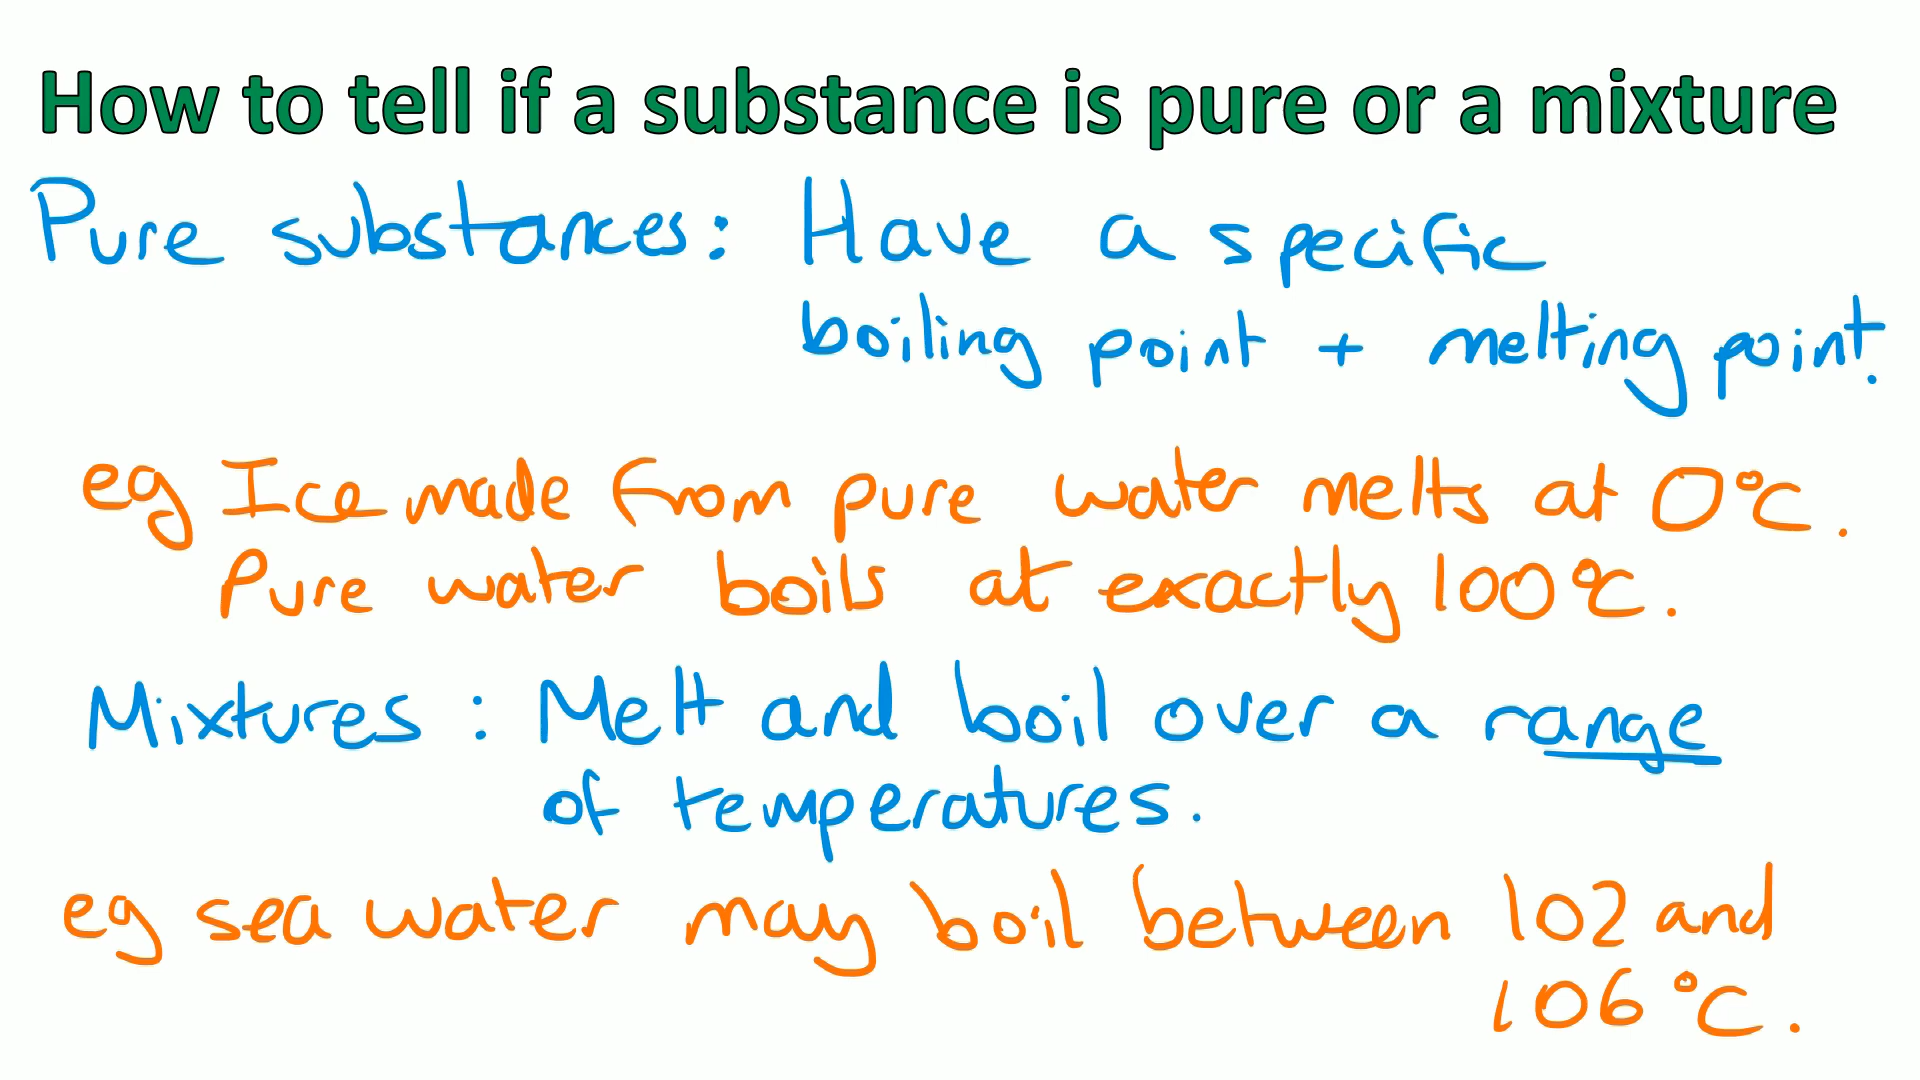 How to tell if a substance is pure or a mixture
Pure substances: Have a specific
boiling point + melting point.
eg Ice made from pure water melts at 0°C.
Pure water boils at exactly 100°C.
Mixtures : Melt and boil over a range
of temperatures.
eg sea water may boil between 102 and
106°C.